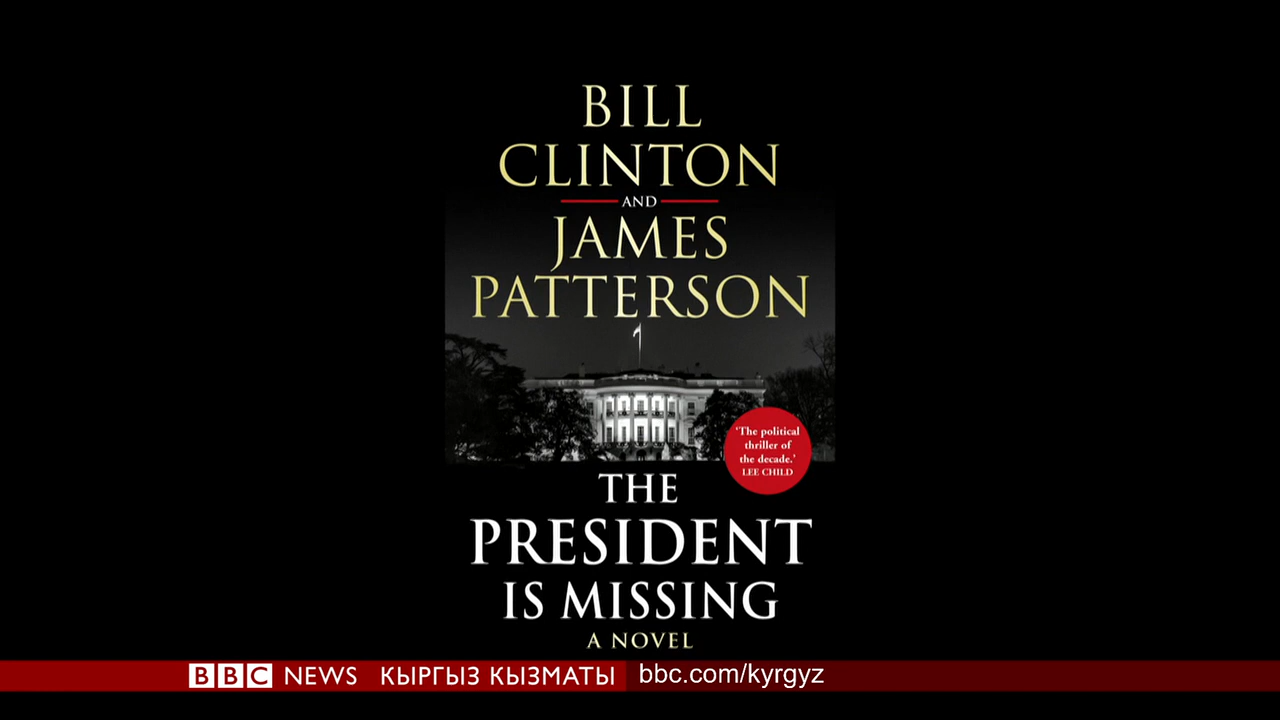 BILL
CLINTON
AND
JAMES
PATTERSON
'The political
thriller of
the decade.'
LEE CHILD
THE
PRESIDENT
IS MISSING
A NOVEL
BBC NEWS КЫРГЫЗ КЫЗМАТЫ bbc.com/kyrgyz